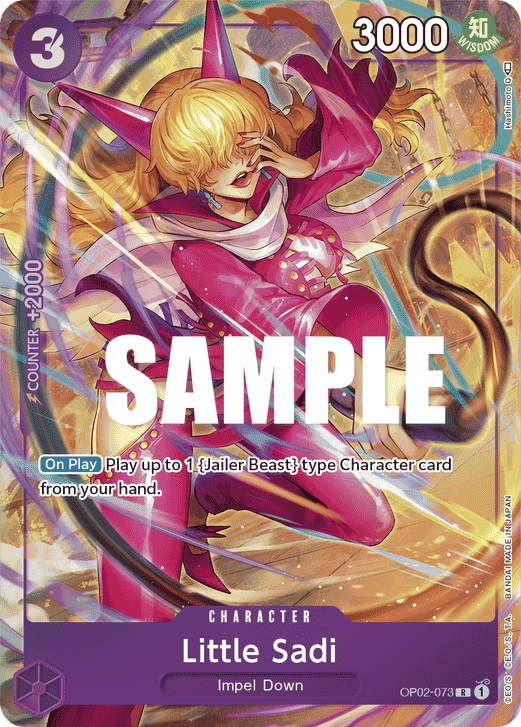 3
3000
知
WISDOM
Hashimoto Q
COUNTER +2000
SAMPLE
On Play Play up to 1 {Jailer Beast} type Character card
from your hand.
CHARACTER
Little Sadi
Impel Down
OP02-073 R 1
©E.O./S. ©E.O./S., T.A. BANDAI MADE IN JAPAN